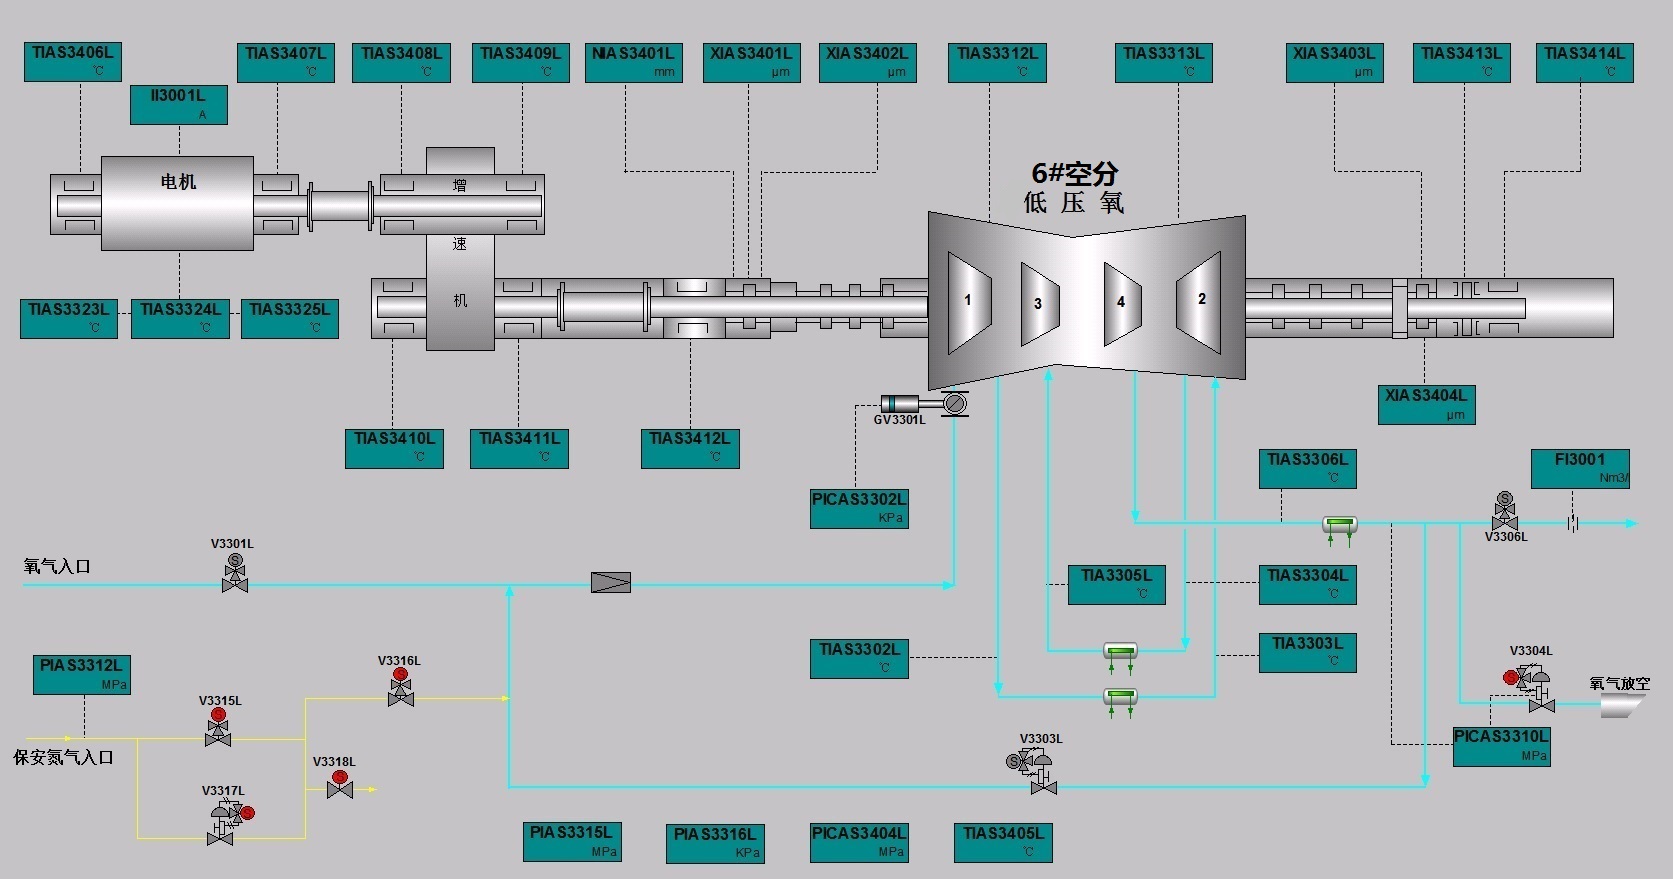 TIAS3406L
℃
TIAS3407L
℃
TIAS3408L
℃
TIAS3409L
℃
NIAS3401L
mm
XIAS3401L
μm
XIAS3402L
μm
TIAS3312L
℃
TIAS3313L
℃
XIAS3403L
μm
TIAS3413L
℃
TIAS3414L
℃
II3001L
A
电机
增
速
机
6#空分
低 压 氧
1
3
4
2
TIAS3323L
℃
TIAS3324L
℃
TIAS3325L
℃
XIAS3404L
μm
GV3301L
TIAS3410L
℃
TIAS3411L
℃
TIAS3412L
℃
PICAS3302L
KPa
TIAS3306L
℃
FI3001
Nm3/
S
V3306L
V3301L
S
氧气入口
TIA3305L
℃
TIAS3304L
℃
TIAS3302L
℃
TIA3303L
℃
PIAS3312L
MPa
V3316L
S
V3315L
S
V3304L
S
氧气放空
保安氮气入口
V3318L
S
V3303L
S
PICAS3310L
MPa
V3317L
S
PIAS3315L
MPa
PIAS3316L
KPa
PICAS3404L
MPa
TIAS3405L
℃